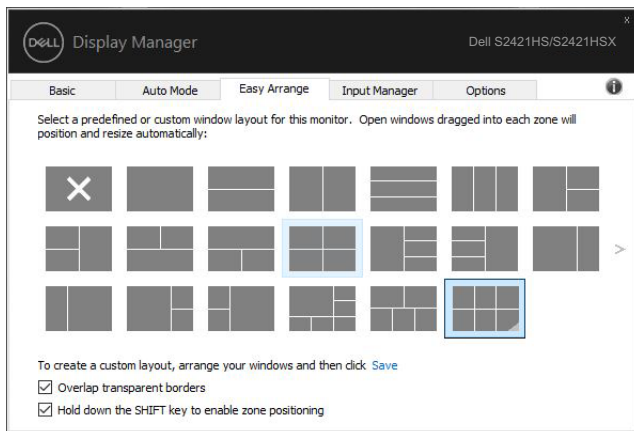 x
DELL Display Manager
Dell S2421HS/S2421HSX
Basic Auto Mode Easy Arrange Input Manager Options i
Select a predefined or custom window layout for this monitor. Open windows dragged into each zone will
position and resize automatically:
>
To create a custom layout, arrange your windows and then click Save
Overlap transparent borders
Hold down the SHIFT key to enable zone positioning